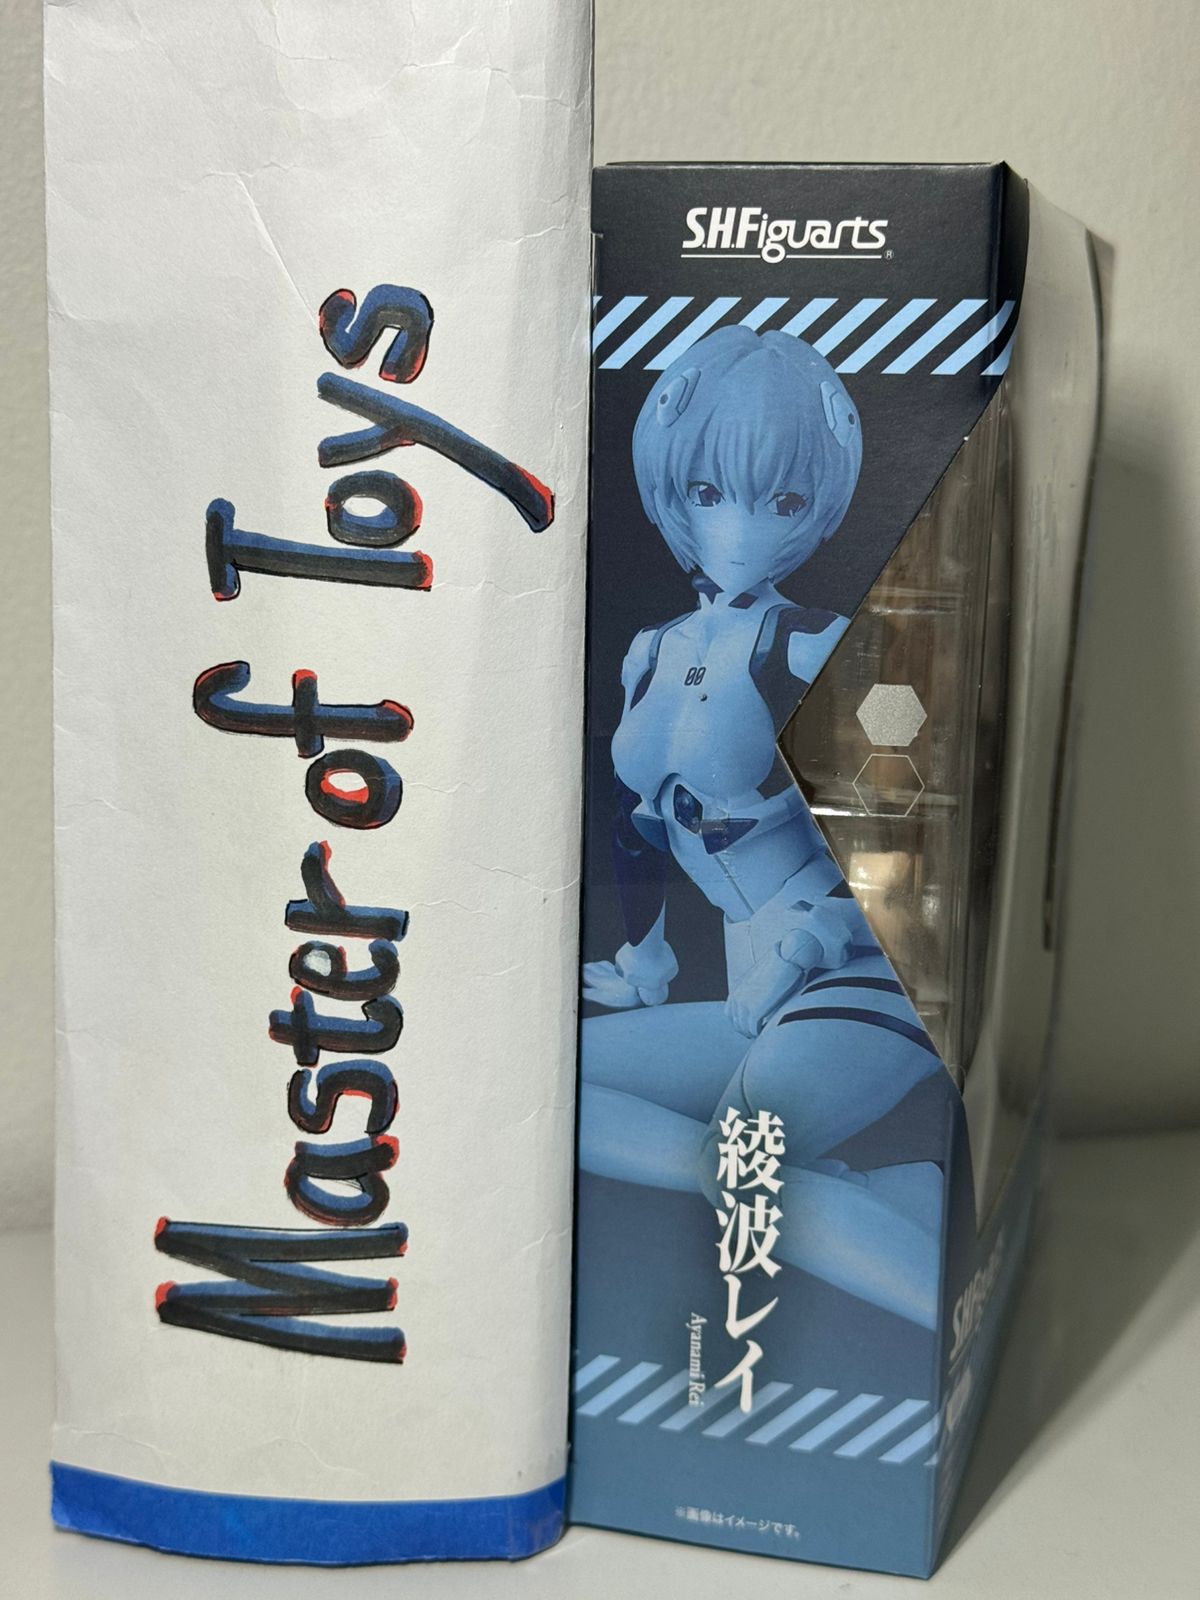 Master of Toys
S.H.Figuarts®
00
綾波レイ
Ayanami Rei
※画像はイメージです。